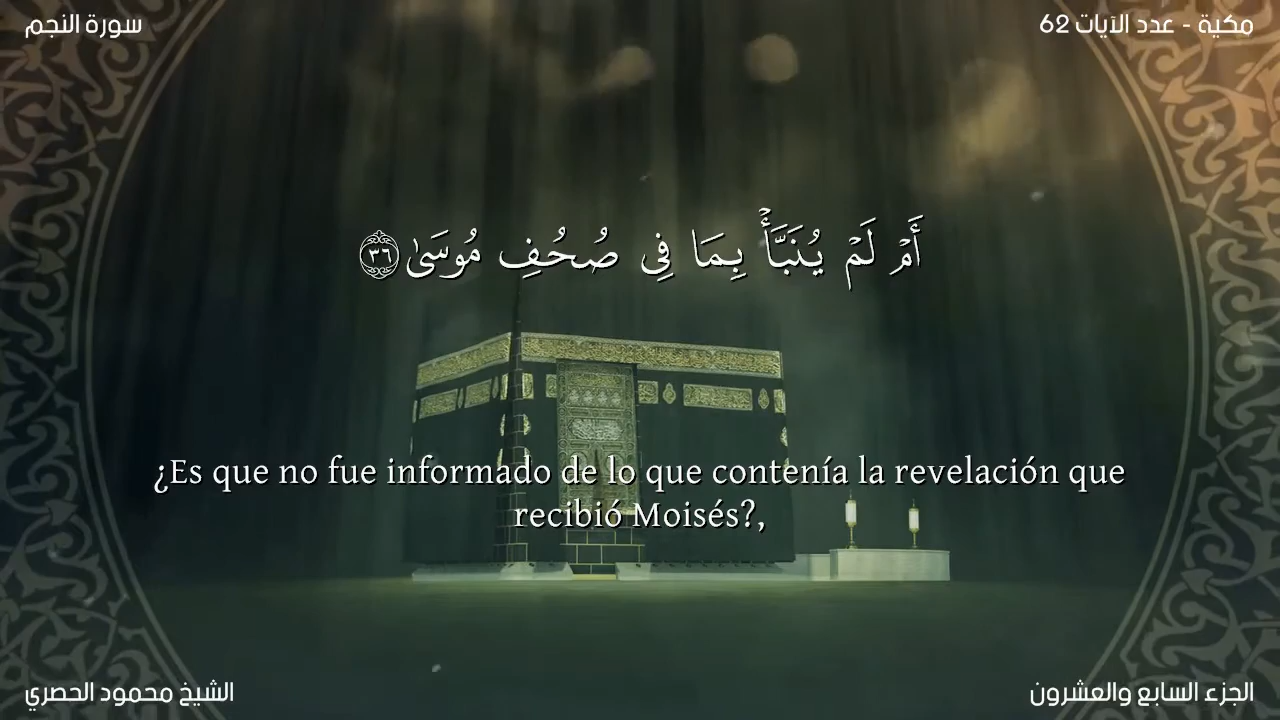 سورة النجم
مكية - عدد الآيات 62
أَمْ لَمْ يُنَبَّأْ بِمَا فِى صُحُفِ مُوسَىٰ ٣٦
¿Es que no fue informado de lo que contenía la revelación que
recibió Moisés?,
الشيخ محمود الحصري
الجزء السابع والعشرون